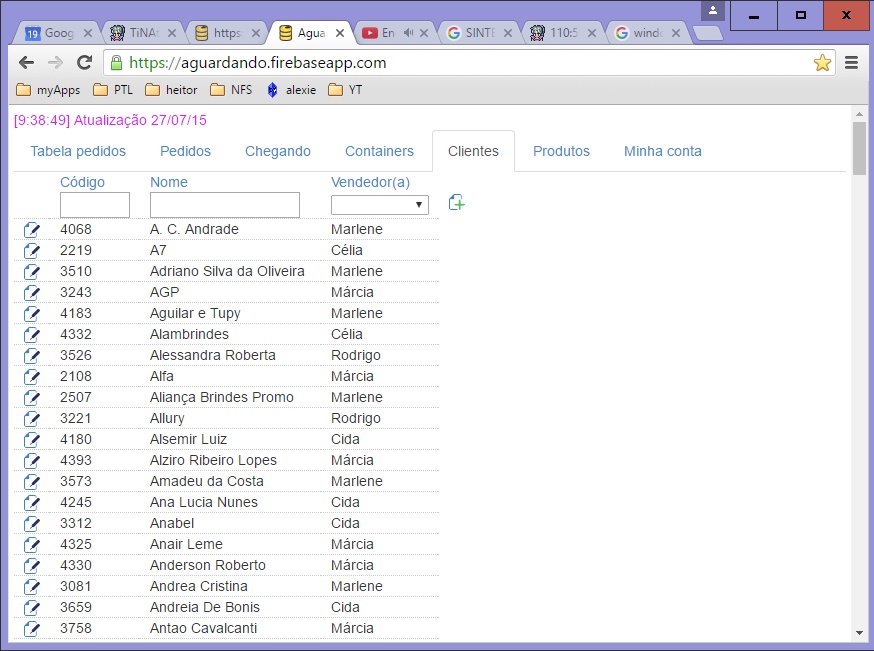 19 Goog TiNA https: Agua En SINTE 110:5 windo
https://aguardando.firebaseapp.com
myApps PTL heitor NFS alexie YT
[9:38:49] Atualização 27/07/15
Tabela pedidos Pedidos Chegando Containers Clientes Produtos Minha conta
Código Nome Vendedor(a)
4068 A. C. Andrade Marlene
2219 A7 Célia
3510 Adriano Silva da Oliveira Marlene
3243 AGP Márcia
4183 Aguilar e Tupy Marlene
4332 Alambrindes Célia
3526 Alessandra Roberta Rodrigo
2108 Alfa Márcia
2507 Aliança Brindes Promo Marlene
3221 Allury Rodrigo
4180 Alsemir Luiz Cida
4393 Alziro Ribeiro Lopes Márcia
3573 Amadeu da Costa Marlene
4245 Ana Lucia Nunes Cida
3312 Anabel Cida
4325 Anair Leme Márcia
4330 Anderson Roberto Márcia
3081 Andrea Cristina Marlene
3659 Andreia De Bonis Cida
3758 Antao Cavalcanti Márcia